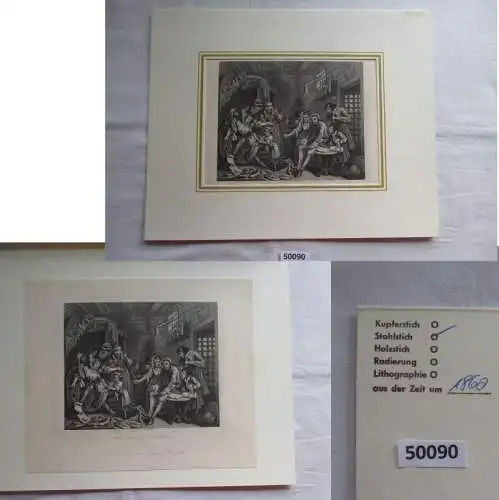 50090
Kupferstich O
Stahlstich O
Holzstich O
Radierung O
Lithographie O
aus der Zeit um 1860
50090